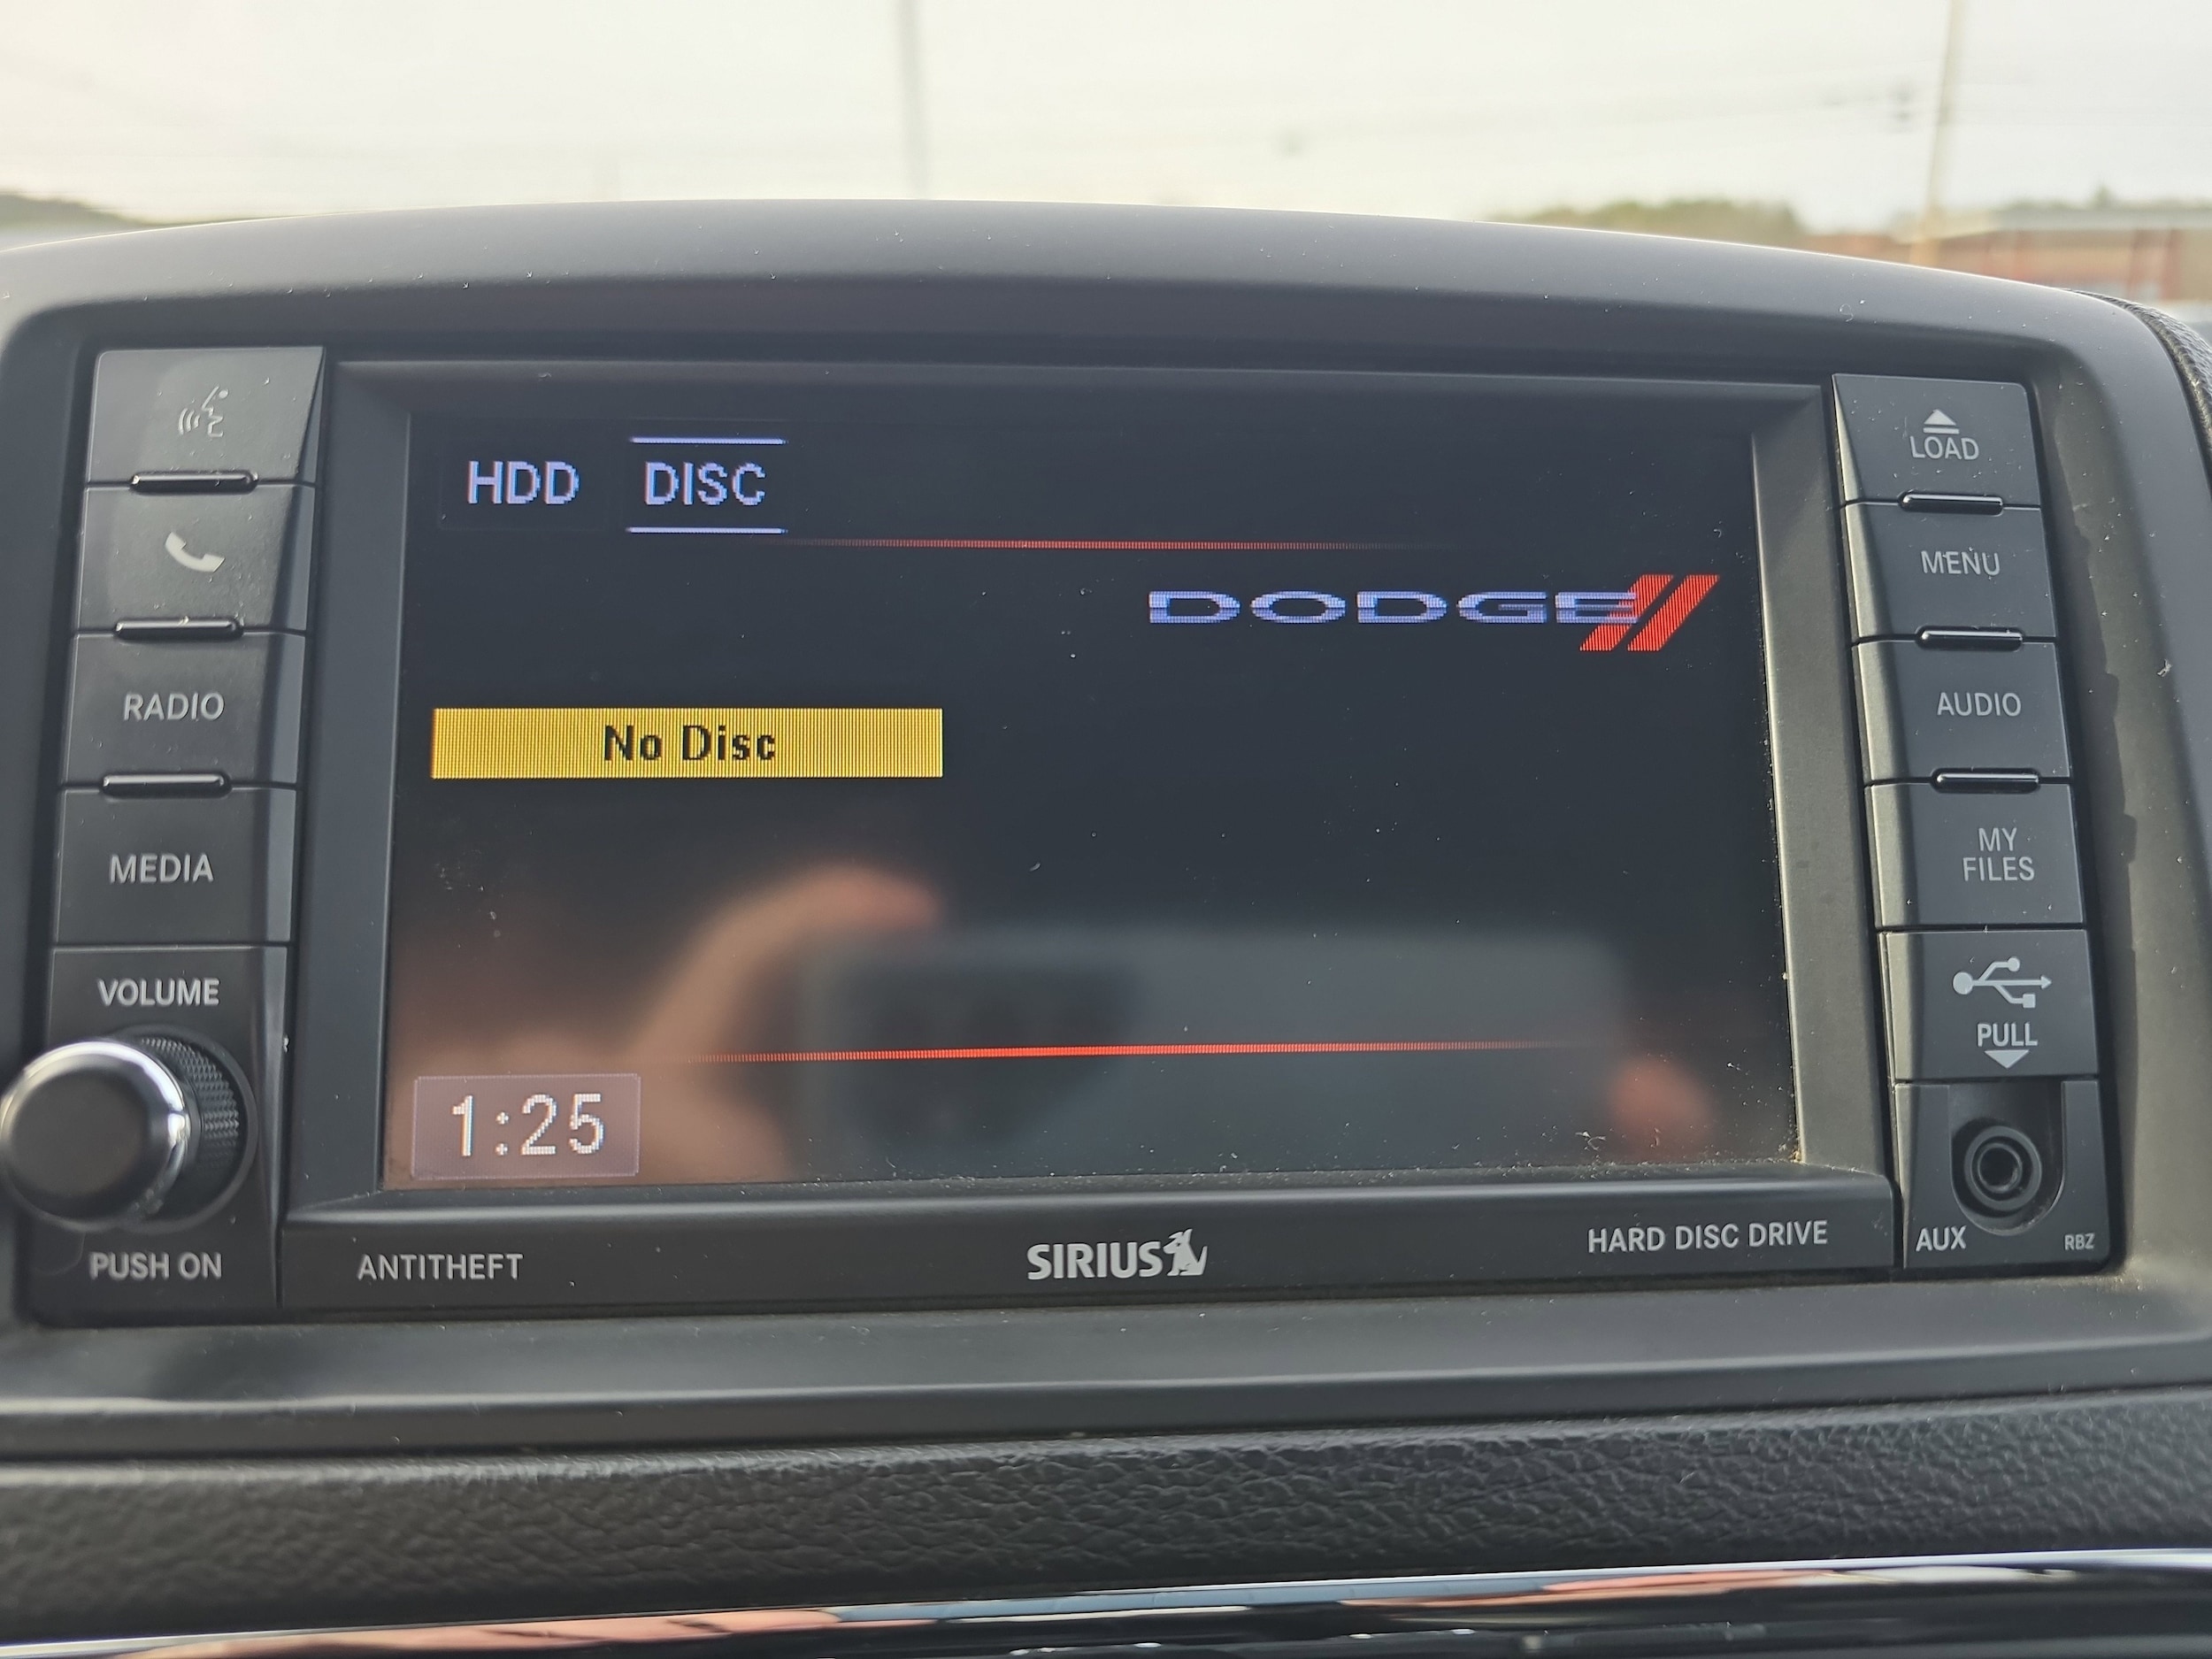 HDD DISC
DODGE
No Disc
1:25
RADIO
MEDIA
VOLUME
PUSH ON
LOAD
MENU
AUDIO
MY
FILES
PULL
AUX
RBZ
ANTITHEFT
SIRIUS
HARD DISC DRIVE